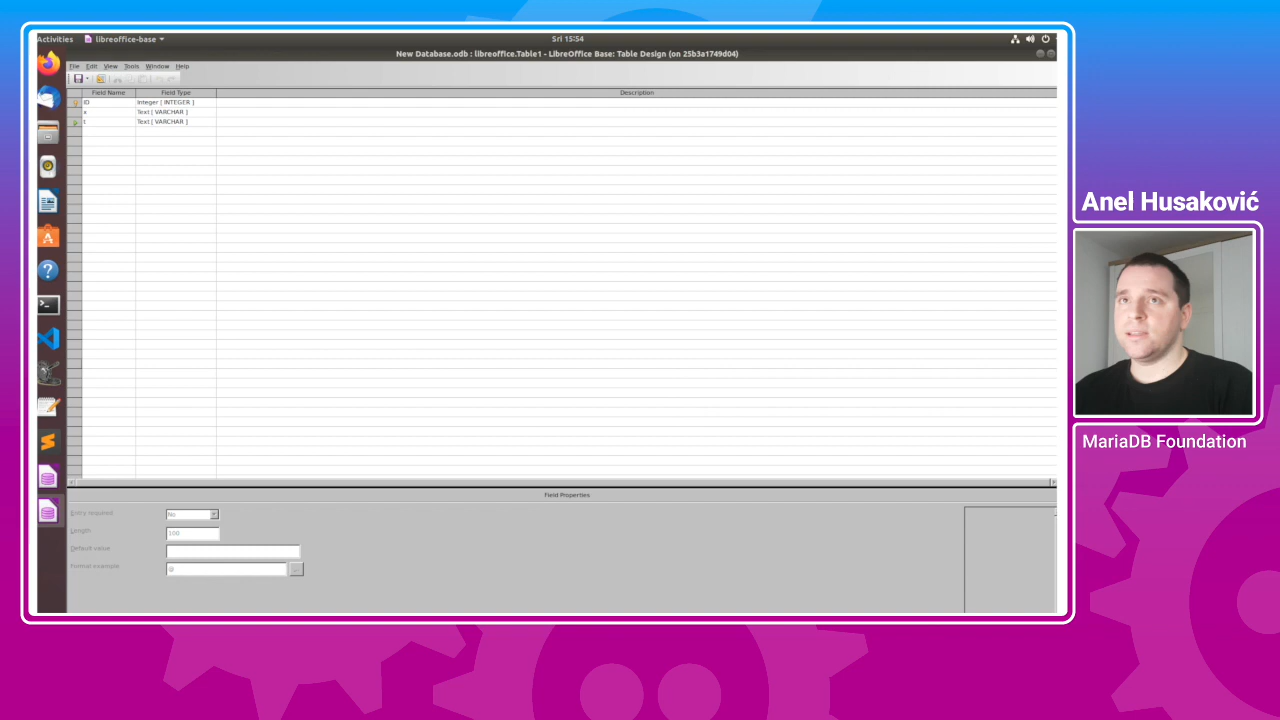 Activities
libreoffice-base
Sri 15:54
New Database.odb : libreoffice.Table1 - LibreOffice Base: Table Design (on 25b3a1749d04)
File Edit View Tools Window Help
Field Name Field Type Description
ID Integer [ INTEGER ]
x Text [ VARCHAR ]
t Text [ VARCHAR ]
Field Properties
Entry required No
Length 100
Default value
Format example @
Anel Husaković
MariaDB Foundation